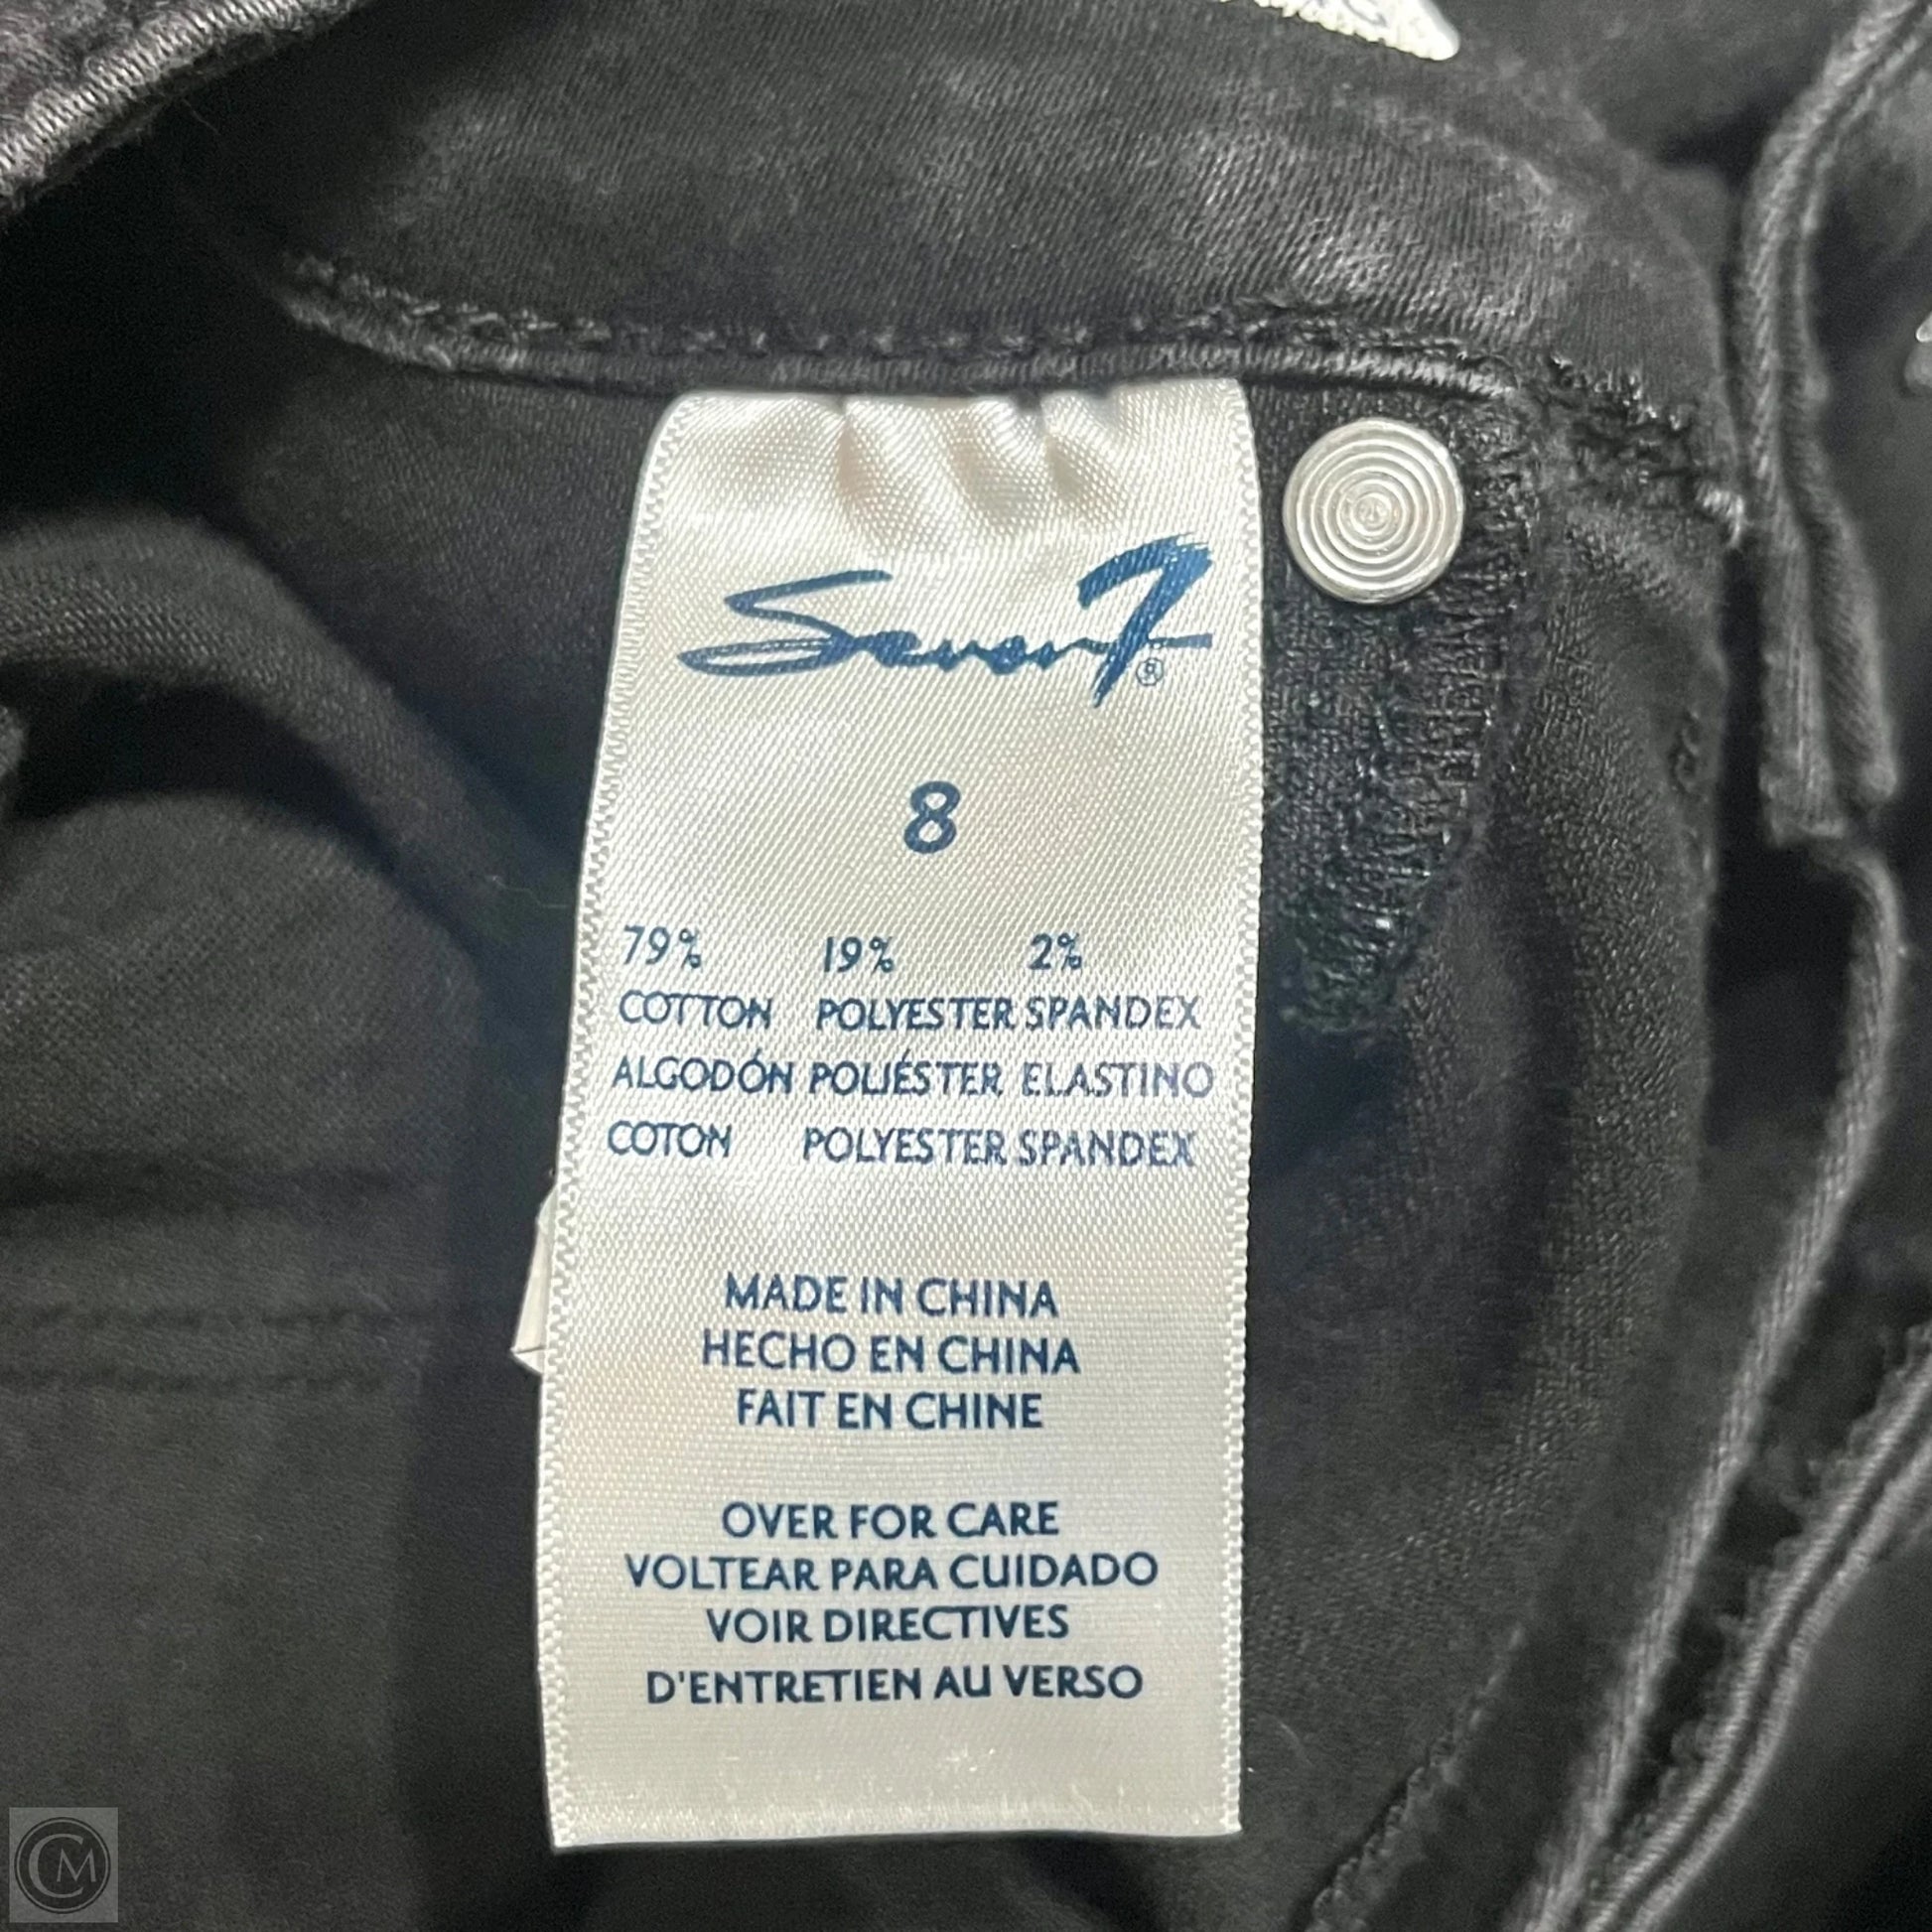 Seven7®
8
79% 19% 2%
COTTON POLYESTER SPANDEX
ALGODÓN POLIÉSTER ELASTINO
COTON POLYESTER SPANDEX
MADE IN CHINA
HECHO EN CHINA
FAIT EN CHINE
OVER FOR CARE
VOLTEAR PARA CUIDADO
VOIR DIRECTIVES
D'ENTRETIEN AU VERSO
CM